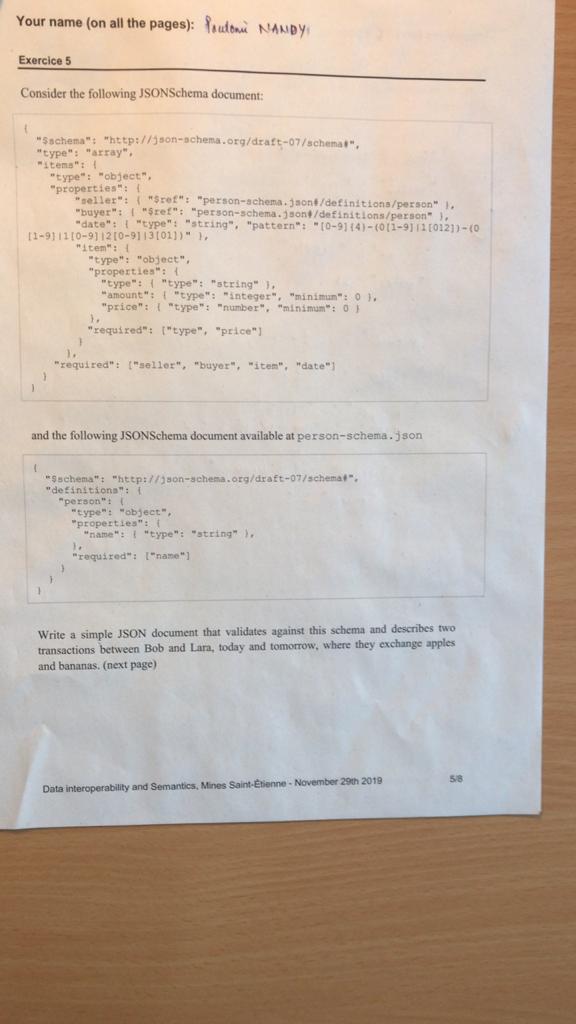 Your name (on all the pages): NANDY
Exercice 5
Consider the following JSONSchema document:
{
"$schema": "http://json-schema.org/draft-07/schema#",
"type": "array",
"items": {
"type": "object",
"properties": {
"seller": { "$ref": "person-schema.json#/definitions/person" },
"buyer": { "$ref": "person-schema.json#/definitions/person" },
"date": { "type": "string", "pattern": "[0-9]{4}-(0[1-9]|1[012])-(0
[1-9]|1[0-9]|2[0-9]|3[01])" },
"item": {
"type": "object",
"properties": {
"type": { "type": "string" },
"amount": { "type": "integer", "minimum": 0 },
"price": { "type": "number", "minimum": 0 }
},
"required": ["type", "price"]
}
},
"required": ["seller", "buyer", "item", "date"]
}
}
and the following JSONSchema document available at person-schema.json
{
"$schema": "http://json-schema.org/draft-07/schema#",
"definitions": {
"person": {
"type": "object",
"properties": {
"name": { "type": "string" },
},
"required": ["name"]
}
}
}
Write a simple JSON document that validates against this schema and describes two
transactions between Bob and Lara, today and tomorrow, where they exchange apples
and bananas. (next page)
Data interoperability and Semantics, Mines Saint-Étienne - November 29th 2019 5/8